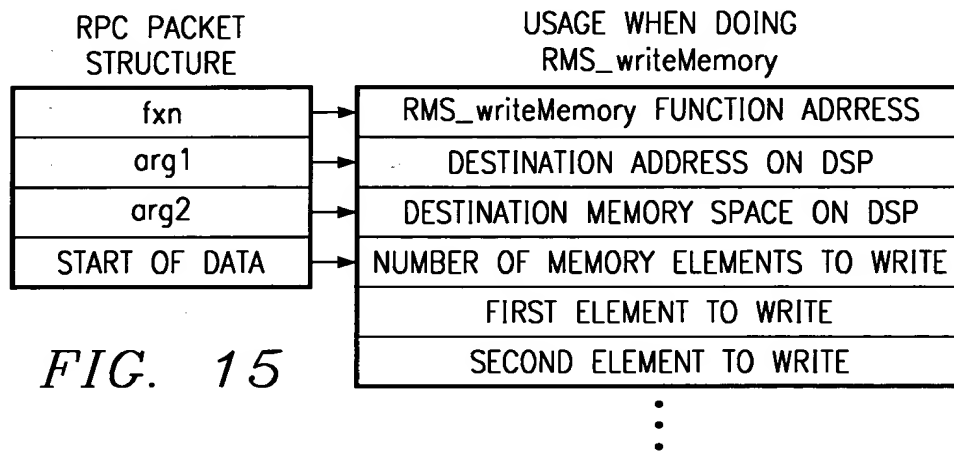 RPC PACKET
STRUCTURE
USAGE WHEN DOING
RMS_writeMemory
fxn
RMS_writeMemory FUNCTION ADRRESS
arg1
DESTINATION ADDRESS ON DSP
arg2
DESTINATION MEMORY SPACE ON DSP
START OF DATA
NUMBER OF MEMORY ELEMENTS TO WRITE
FIRST ELEMENT TO WRITE
SECOND ELEMENT TO WRITE
FIG. 15